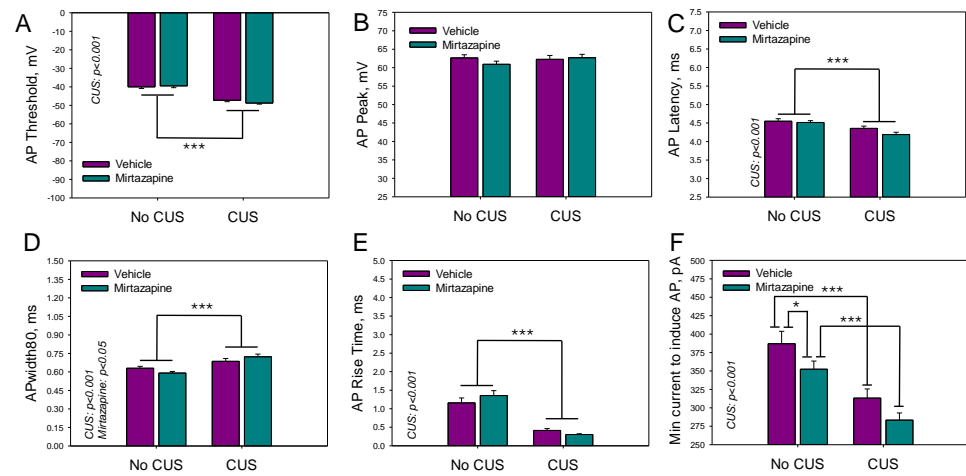 A
AP Threshold, mV
0
-10
-20
-30
-40
-50
-60
-70
-80
-90
-100
CUS: p<0.001
***
Vehicle
Mirtazapine
No CUS CUS
B
AP Peak, mV
75
70
65
60
55
50
45
40
35
30
25
Vehicle
Mirtazapine
No CUS CUS
C
AP Latency, ms
7.5
7.0
6.5
6.0
5.5
5.0
4.5
4.0
3.5
3.0
2.5
Vehicle
Mirtazapine
***
CUS: p<0.001
No CUS CUS
D
APwidth80, ms
1.50
1.35
1.20
1.05
0.90
0.75
0.60
0.45
0.30
0.15
0.00
Vehicle
Mirtazapine
***
CUS: p<0.001
Mirtazapine: p<0.05
No CUS CUS
E
AP Rise Time, ms
5.0
4.5
4.0
3.5
3.0
2.5
2.0
1.5
1.0
0.5
0.0
Vehicle
Mirtazapine
***
CUS: p<0.001
No CUS CUS
F
Min current to induce AP, pA
500
475
450
425
400
375
350
325
300
275
250
Vehicle
Mirtazapine
***
*
***
CUS: p<0.001
No CUS CUS